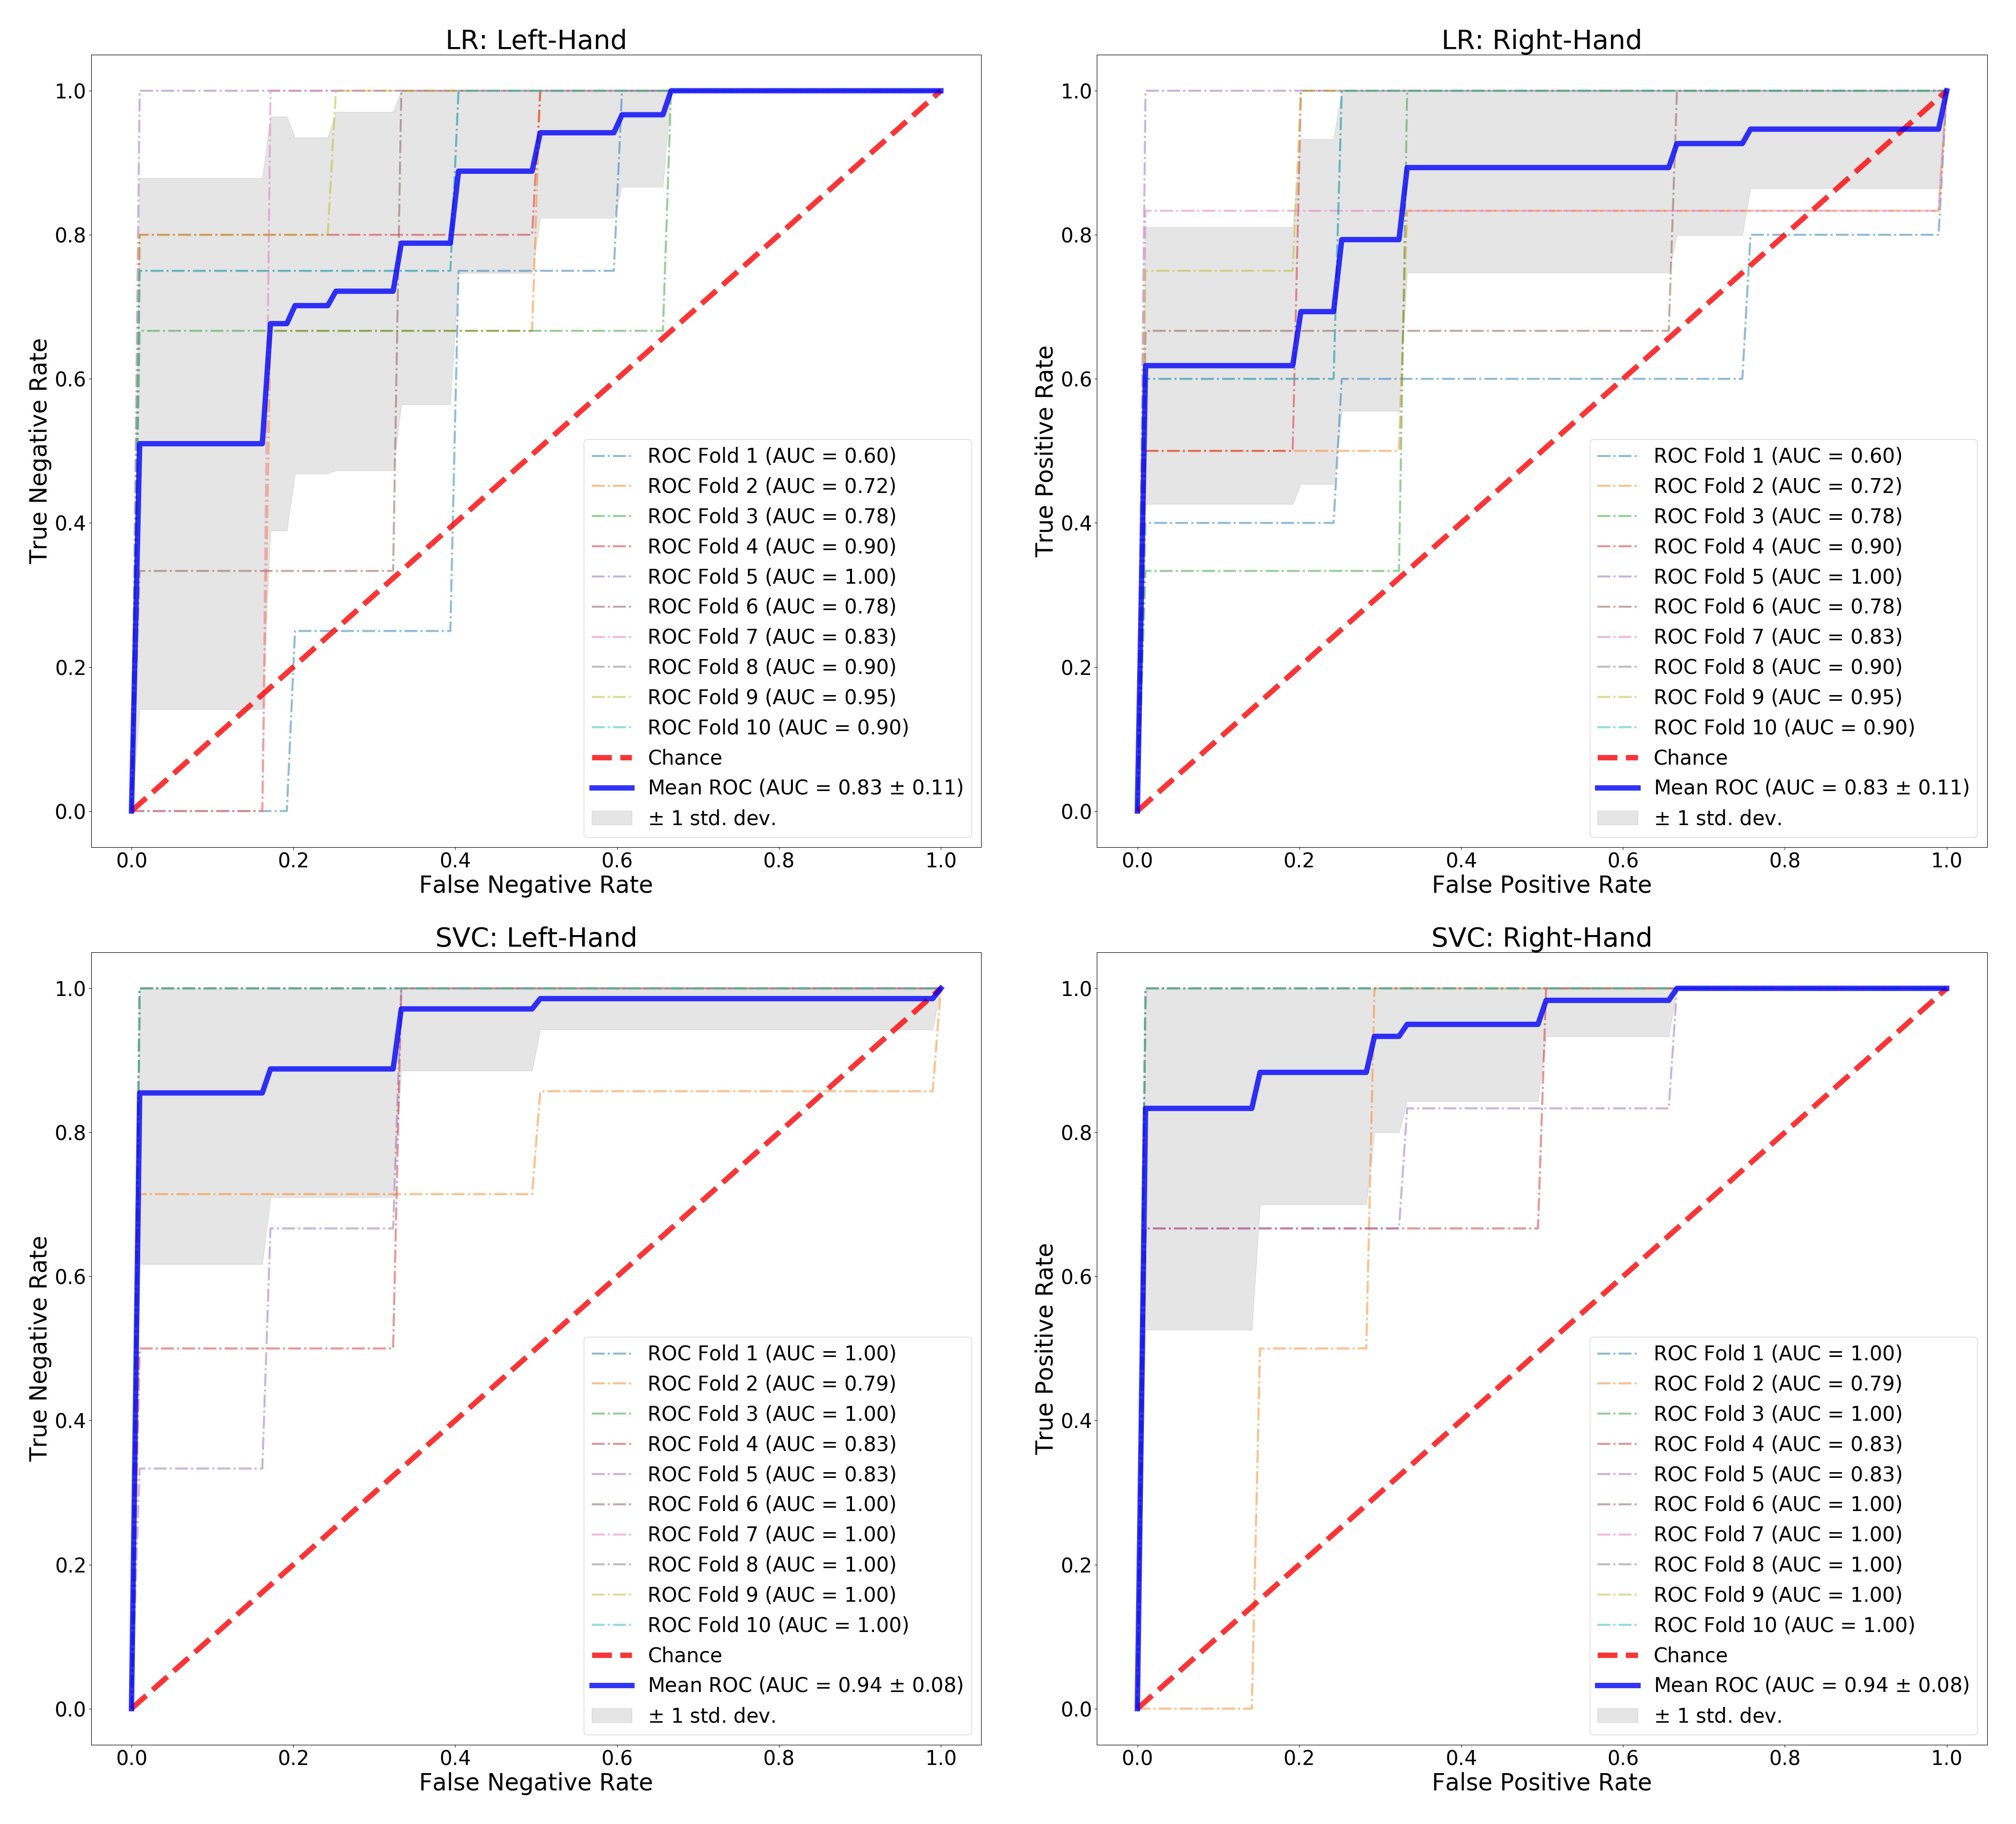 LR: Left-Hand
True Negative Rate
1.0
0.8
0.6
0.4
0.2
0.0
0.0 0.2 0.4 0.6 0.8 1.0
False Negative Rate
ROC Fold 1 (AUC = 0.60)
ROC Fold 2 (AUC = 0.72)
ROC Fold 3 (AUC = 0.78)
ROC Fold 4 (AUC = 0.90)
ROC Fold 5 (AUC = 1.00)
ROC Fold 6 (AUC = 0.78)
ROC Fold 7 (AUC = 0.83)
ROC Fold 8 (AUC = 0.90)
ROC Fold 9 (AUC = 0.95)
ROC Fold 10 (AUC = 0.90)
Chance
Mean ROC (AUC = 0.83 ± 0.11)
± 1 std. dev.
LR: Right-Hand
True Positive Rate
1.0
0.8
0.6
0.4
0.2
0.0
0.0 0.2 0.4 0.6 0.8 1.0
False Positive Rate
ROC Fold 1 (AUC = 0.60)
ROC Fold 2 (AUC = 0.72)
ROC Fold 3 (AUC = 0.78)
ROC Fold 4 (AUC = 0.90)
ROC Fold 5 (AUC = 1.00)
ROC Fold 6 (AUC = 0.78)
ROC Fold 7 (AUC = 0.83)
ROC Fold 8 (AUC = 0.90)
ROC Fold 9 (AUC = 0.95)
ROC Fold 10 (AUC = 0.90)
Chance
Mean ROC (AUC = 0.83 ± 0.11)
± 1 std. dev.
SVC: Left-Hand
True Negative Rate
1.0
0.8
0.6
0.4
0.2
0.0
0.0 0.2 0.4 0.6 0.8 1.0
False Negative Rate
ROC Fold 1 (AUC = 1.00)
ROC Fold 2 (AUC = 0.79)
ROC Fold 3 (AUC = 1.00)
ROC Fold 4 (AUC = 0.83)
ROC Fold 5 (AUC = 0.83)
ROC Fold 6 (AUC = 1.00)
ROC Fold 7 (AUC = 1.00)
ROC Fold 8 (AUC = 1.00)
ROC Fold 9 (AUC = 1.00)
ROC Fold 10 (AUC = 1.00)
Chance
Mean ROC (AUC = 0.94 ± 0.08)
± 1 std. dev.
SVC: Right-Hand
True Positive Rate
1.0
0.8
0.6
0.4
0.2
0.0
0.0 0.2 0.4 0.6 0.8 1.0
False Positive Rate
ROC Fold 1 (AUC = 1.00)
ROC Fold 2 (AUC = 0.79)
ROC Fold 3 (AUC = 1.00)
ROC Fold 4 (AUC = 0.83)
ROC Fold 5 (AUC = 0.83)
ROC Fold 6 (AUC = 1.00)
ROC Fold 7 (AUC = 1.00)
ROC Fold 8 (AUC = 1.00)
ROC Fold 9 (AUC = 1.00)
ROC Fold 10 (AUC = 1.00)
Chance
Mean ROC (AUC = 0.94 ± 0.08)
± 1 std. dev.